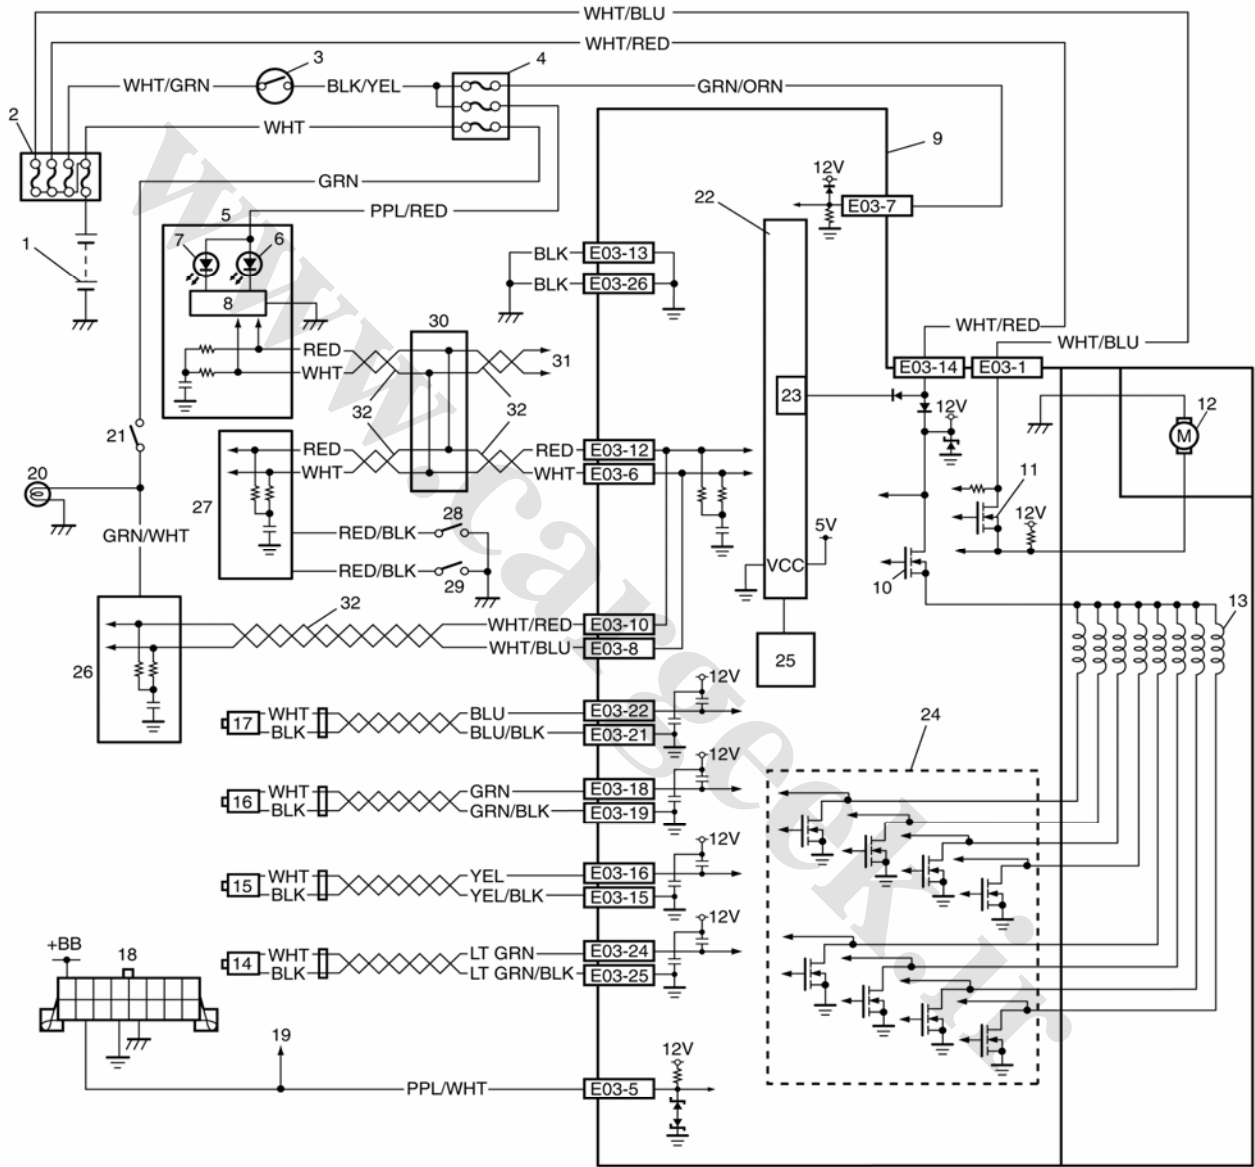 WHT/BLU
WHT/RED
3
4
WHT/GRN
BLK/YEL
GRN/ORN
2
WHT
9
GRN
12V
22
E03-7
PPL/RED
5
7
6
1
BLK
E03-13
BLK
E03-26
8
30
WHT/RED
WHT/BLU
RED
31
WHT
E03-14
E03-1
32
32
23
12V
12
M
21
RED
RED
E03-12
WHT
WHT
E03-6
20
27
11
28
5V
12V
GRN/WHT
RED/BLK
RED/BLK
29
VCC
10
32
13
WHT/RED
E03-10
WHT/BLU
E03-8
26
25
12V
17
WHT
BLU
E03-22
BLK
BLU/BLK
E03-21
24
12V
16
WHT
GRN
E03-18
BLK
GRN/BLK
E03-19
12V
15
WHT
YEL
E03-16
BLK
YEL/BLK
E03-15
12V
14
WHT
LT GRN
E03-24
BLK
LT GRN/BLK
E03-25
+BB
18
19
12V
PPL/WHT
E03-5
www.cargeek.ir